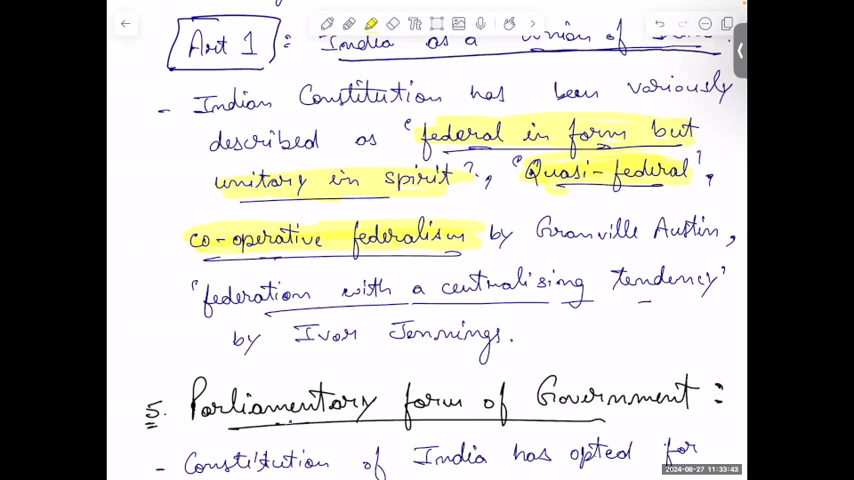 Art 1 : India as a Union of
- Indian Constitution has been variously
described as 'federal in form but
unitary in spirit', 'Quasi-federal',
co-operative federalism by Granville Austin,
'federation with a centralising tendency'
by Ivor Jennings.
5. Parliamentary form of Government :
- Constitution of India has opted for
2024-08-27 11:33:43